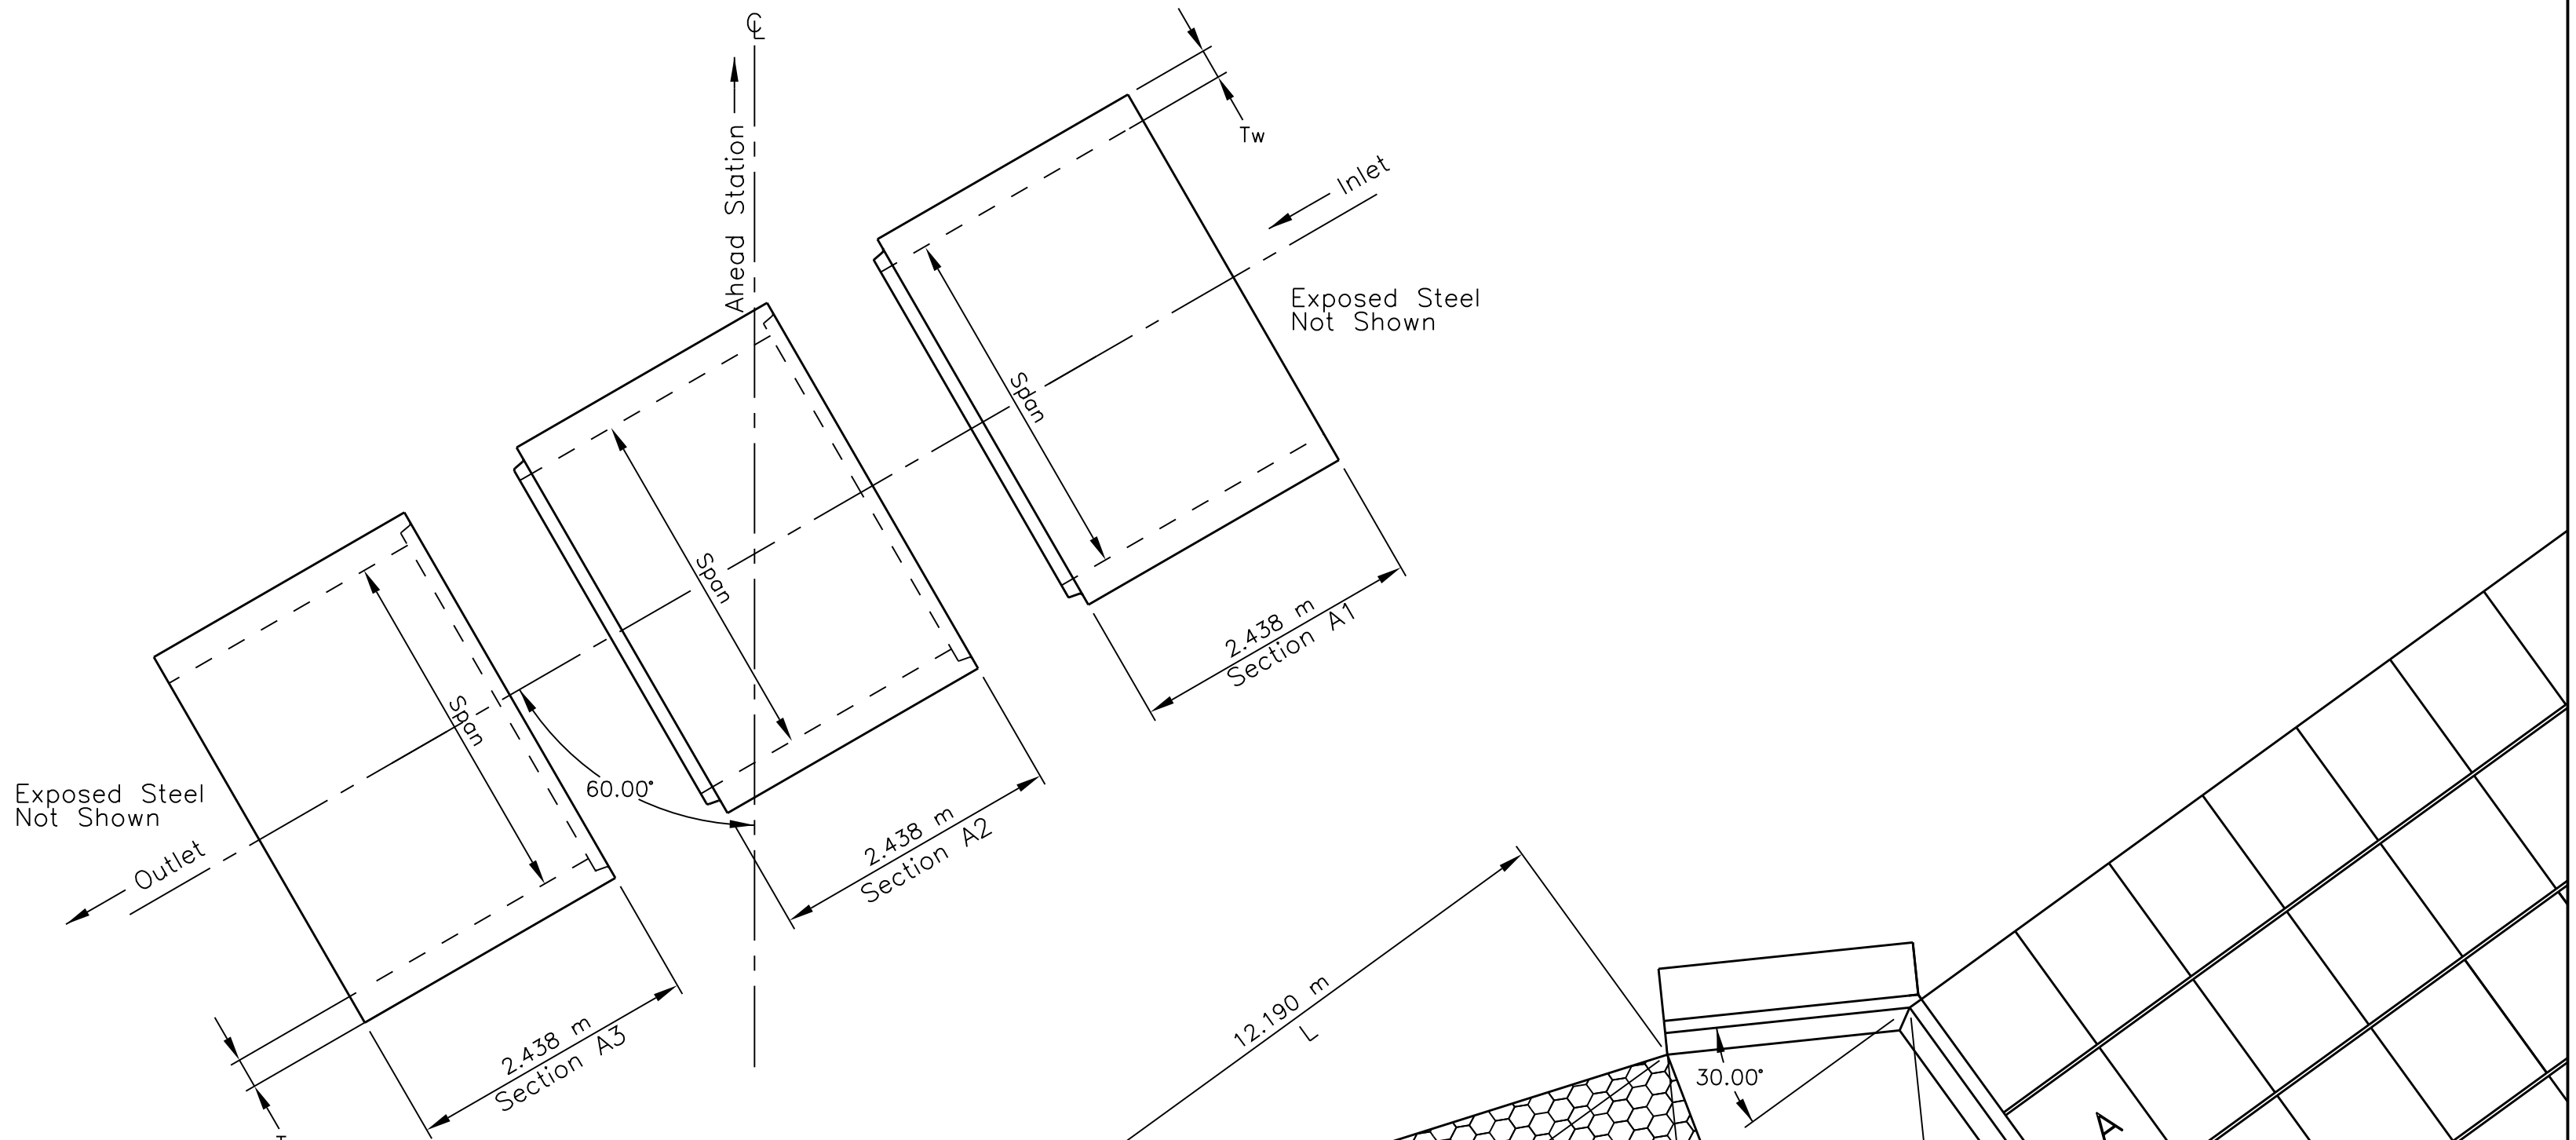 ℄
Ahead Station
Tw
Inlet
Exposed Steel
Not Shown
Span
2.438 m
Section A1
Span
2.438 m
Section A2
60.00°
Span
Exposed Steel
Not Shown
Outlet
2.438 m
Section A3
12.190 m
L
30.00°
A